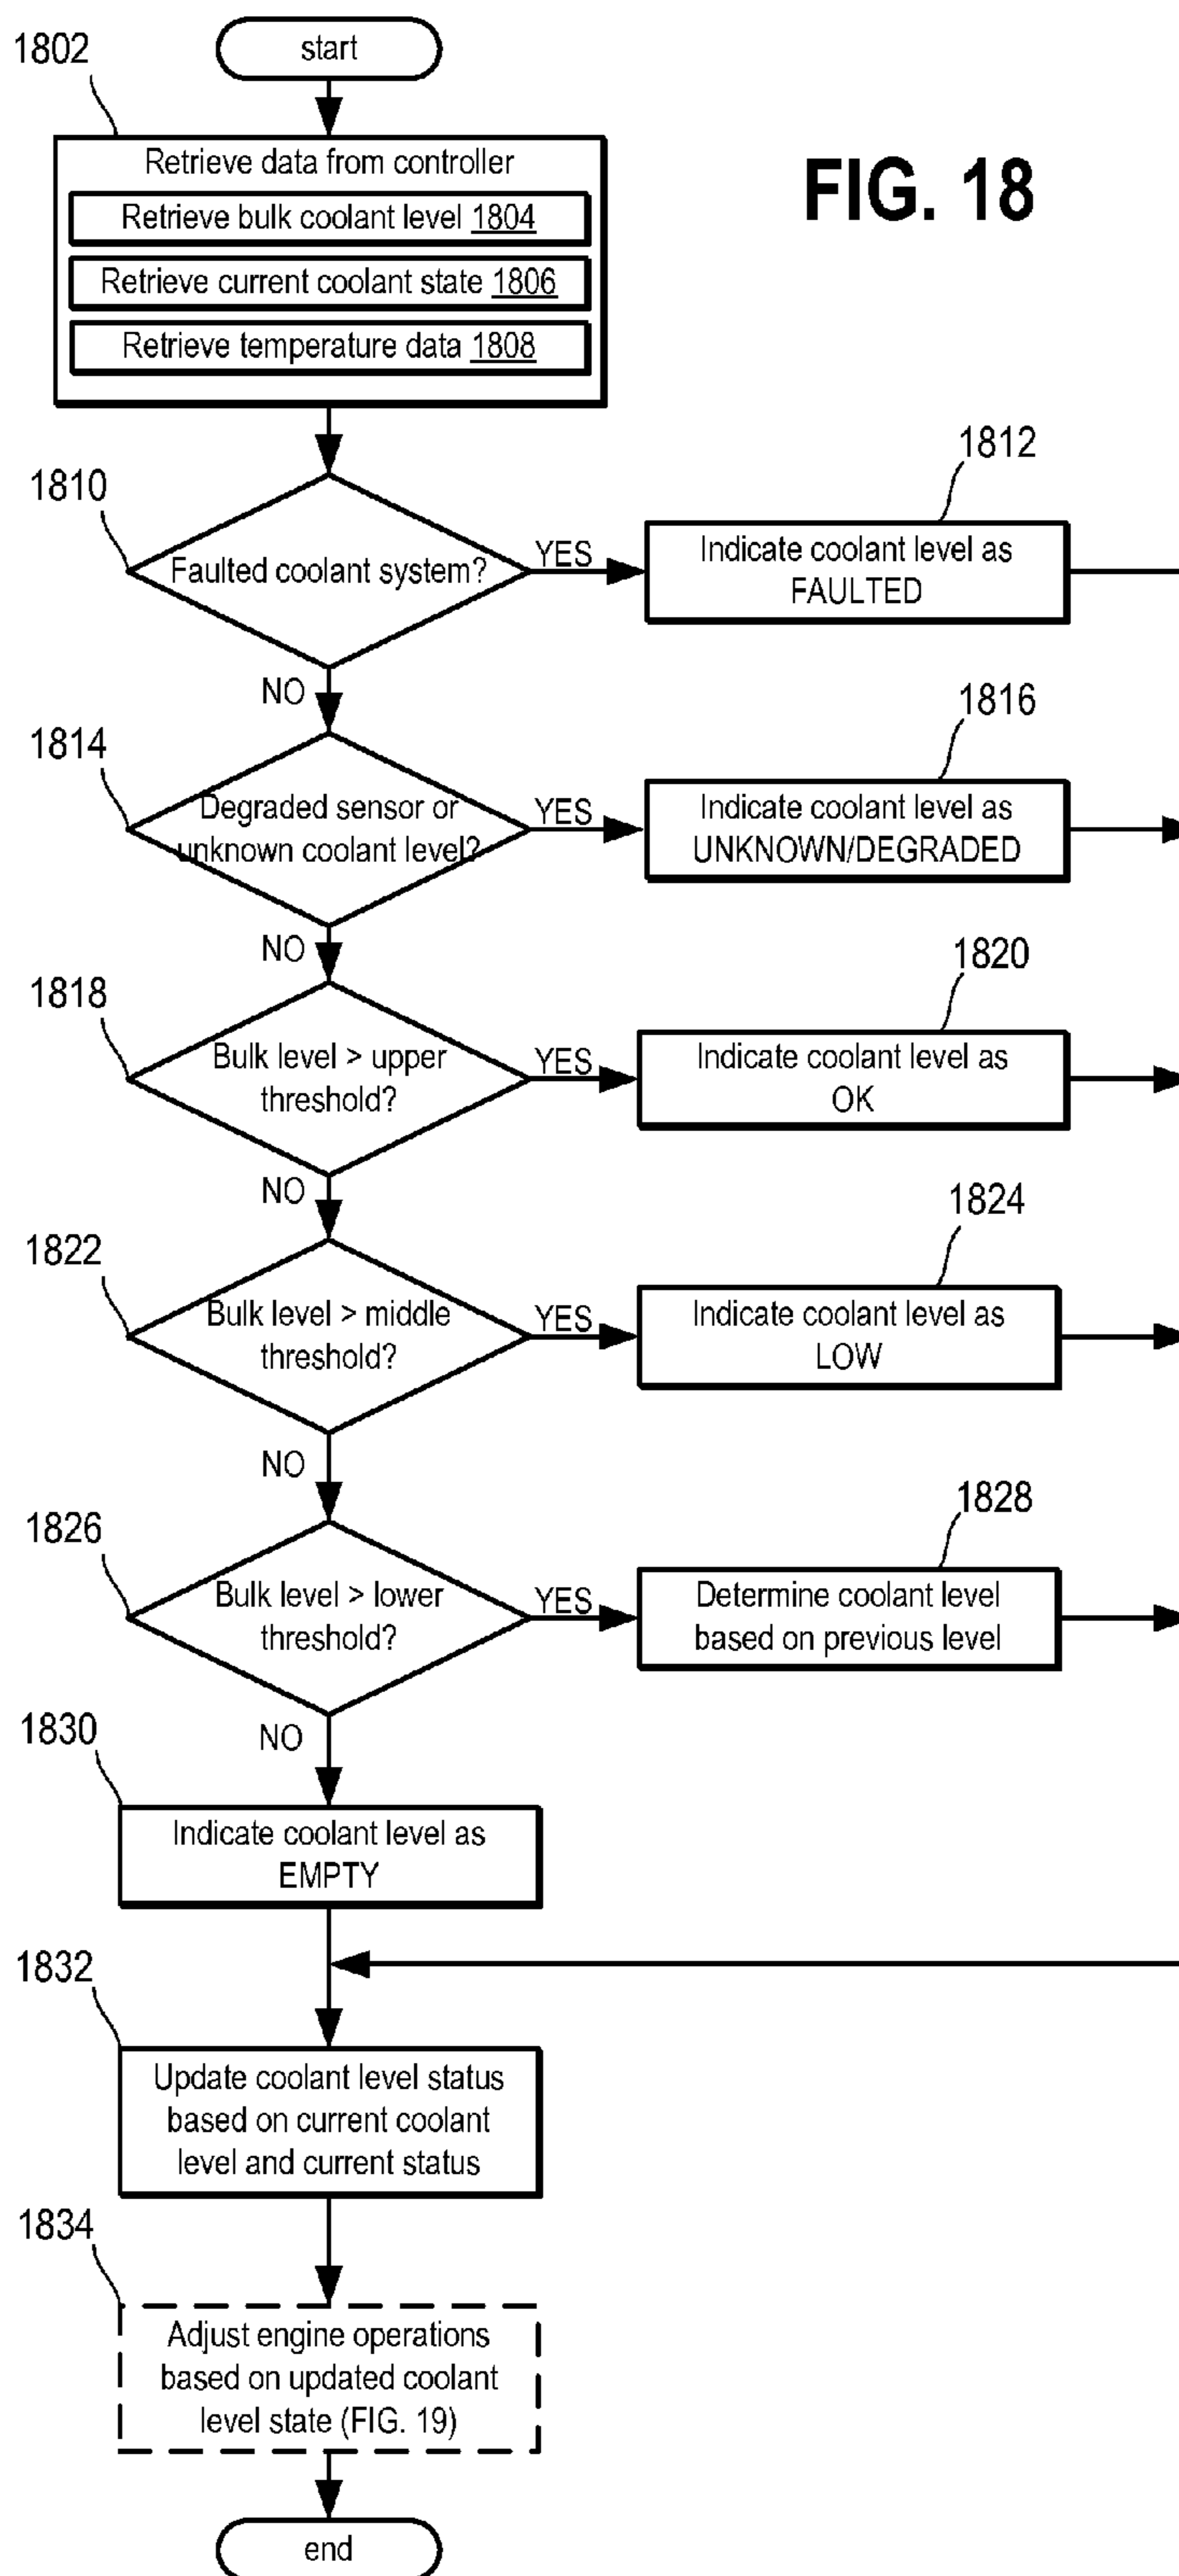 start
1802
FIG. 18
Retrieve data from controller
Retrieve bulk coolant level 1804
Retrieve current coolant state 1806
Retrieve temperature data 1808
1810
Faulted coolant system?
YES
1812
Indicate coolant level as
FAULTED
NO
1814
Degraded sensor or
unknown coolant level?
YES
1816
Indicate coolant level as
UNKNOWN/DEGRADED
NO
1818
Bulk level > upper
threshold?
YES
1820
Indicate coolant level as
OK
NO
1822
Bulk level > middle
threshold?
YES
1824
Indicate coolant level as
LOW
NO
1826
Bulk level > lower
threshold?
YES
1828
Determine coolant level
based on previous level
NO
1830
Indicate coolant level as
EMPTY
1832
Update coolant level status
based on current coolant
level and current status
1834
Adjust engine operations
based on updated coolant
level state (FIG. 19)
end